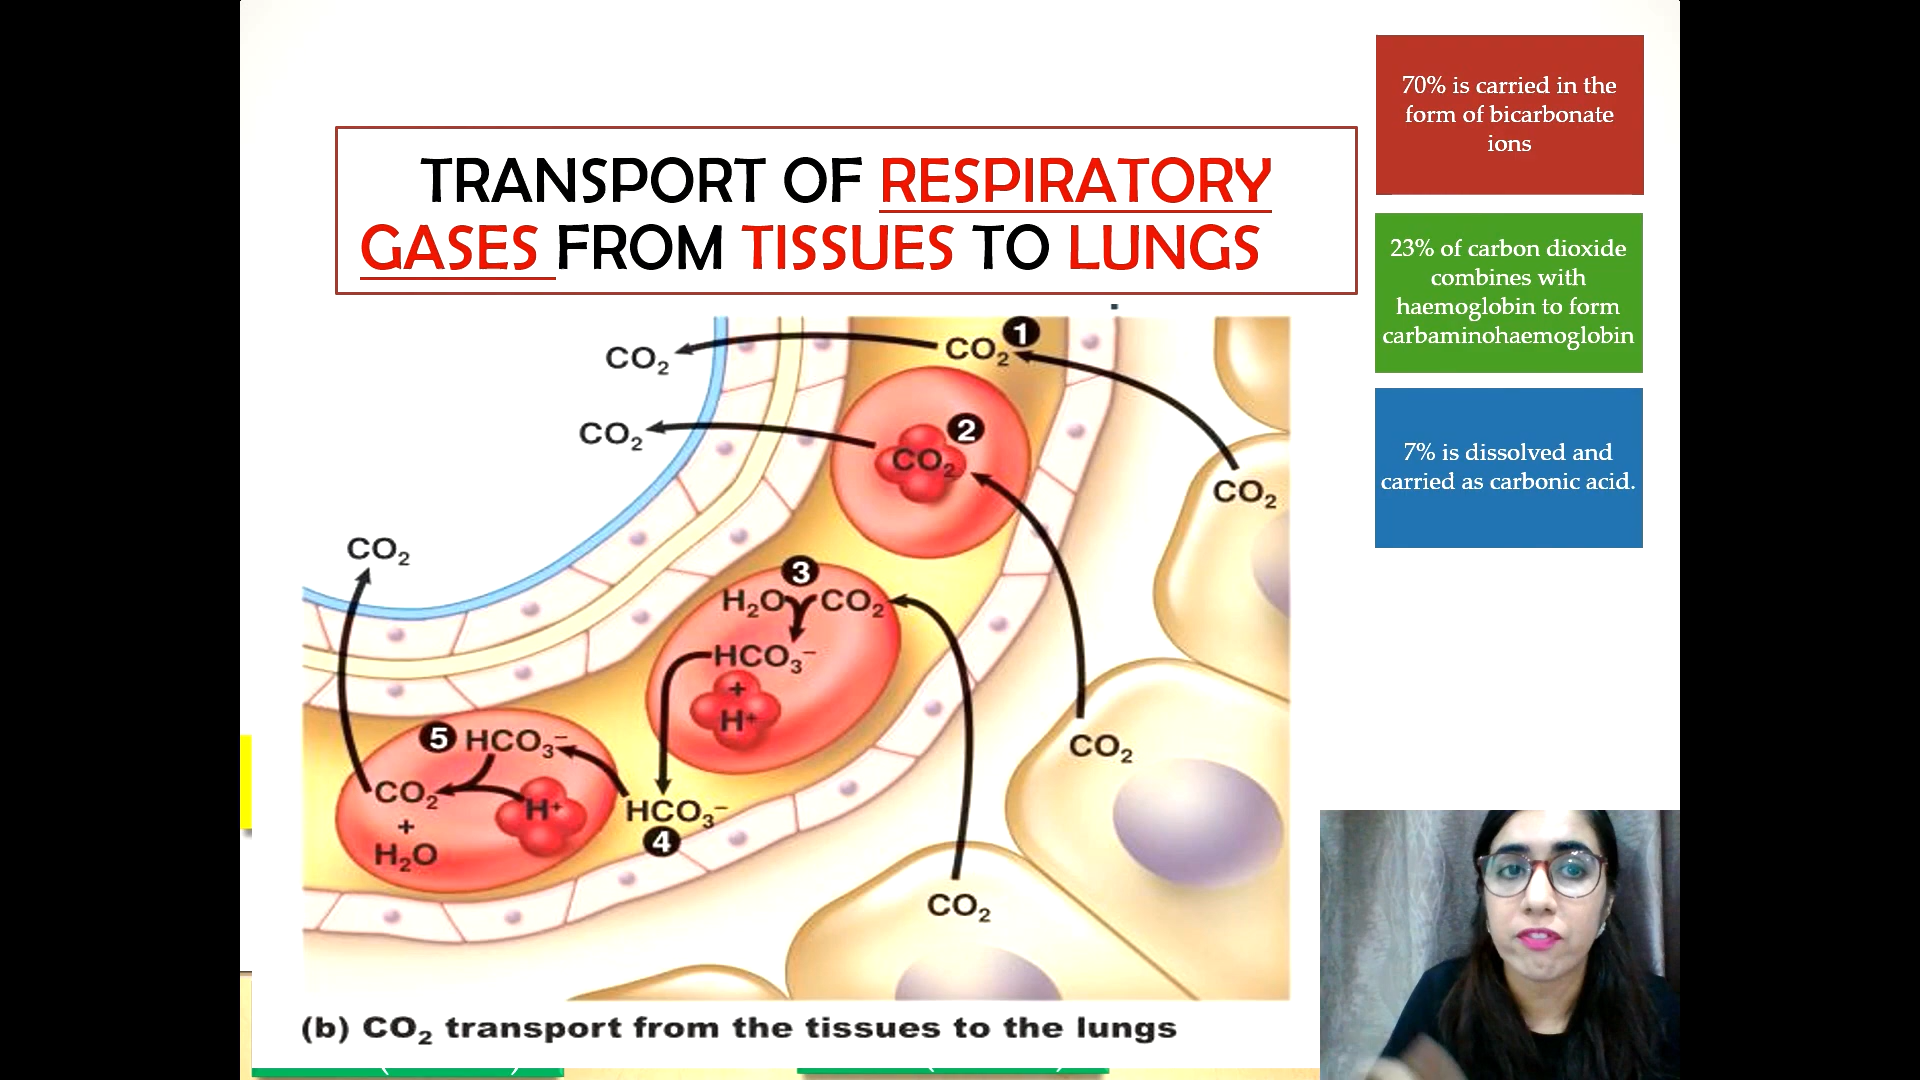 TRANSPORT OF RESPIRATORY
GASES FROM TISSUES TO LUNGS
70% is carried in the
form of bicarbonate
ions
23% of carbon dioxide
combines with
haemoglobin to form
carbaminohaemoglobin
7% is dissolved and
carried as carbonic acid.
CO₂ CO₂ 1
CO₂ CO₂ 2
CO₂
CO₂
3
H₂O CO₂
HCO₃⁻
+
H⁺
5 HCO₃⁻
CO₂ H⁺
+
H₂O
HCO₃⁻
4
CO₂
CO₂
(b) CO₂ transport from the tissues to the lungs